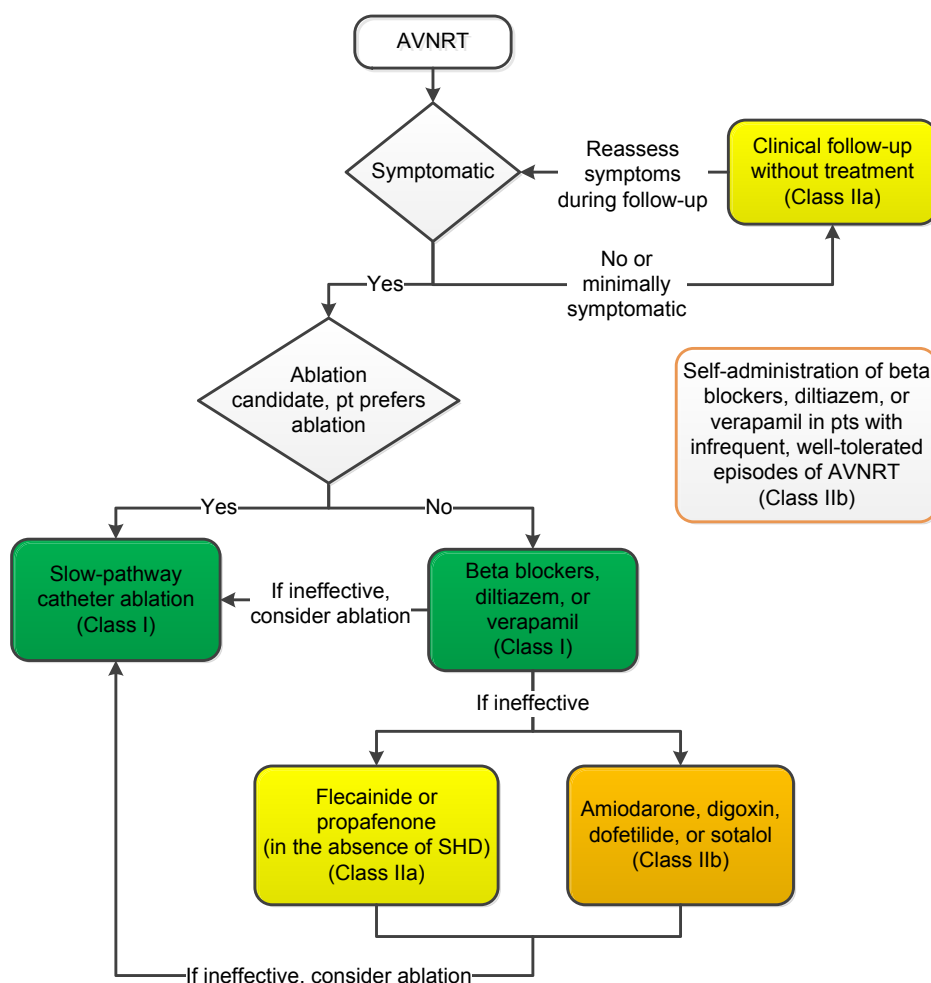 AVNRT
Symptomatic
Reassess
symptoms
during follow-up
Clinical follow-up
without treatment
(Class IIa)
No or
minimally
symptomatic
Yes
Ablation
candidate, pt prefers
ablation
Self-administration of beta
blockers, diltiazem, or
verapamil in pts with
infrequent, well-tolerated
episodes of AVNRT
(Class IIb)
Yes
No
Slow-pathway
catheter ablation
(Class I)
If ineffective,
consider ablation
Beta blockers,
diltiazem, or
verapamil
(Class I)
If ineffective
Flecainide or
propafenone
(in the absence of SHD)
(Class IIa)
Amiodarone, digoxin,
dofetilide, or sotalol
(Class IIb)
If ineffective, consider ablation